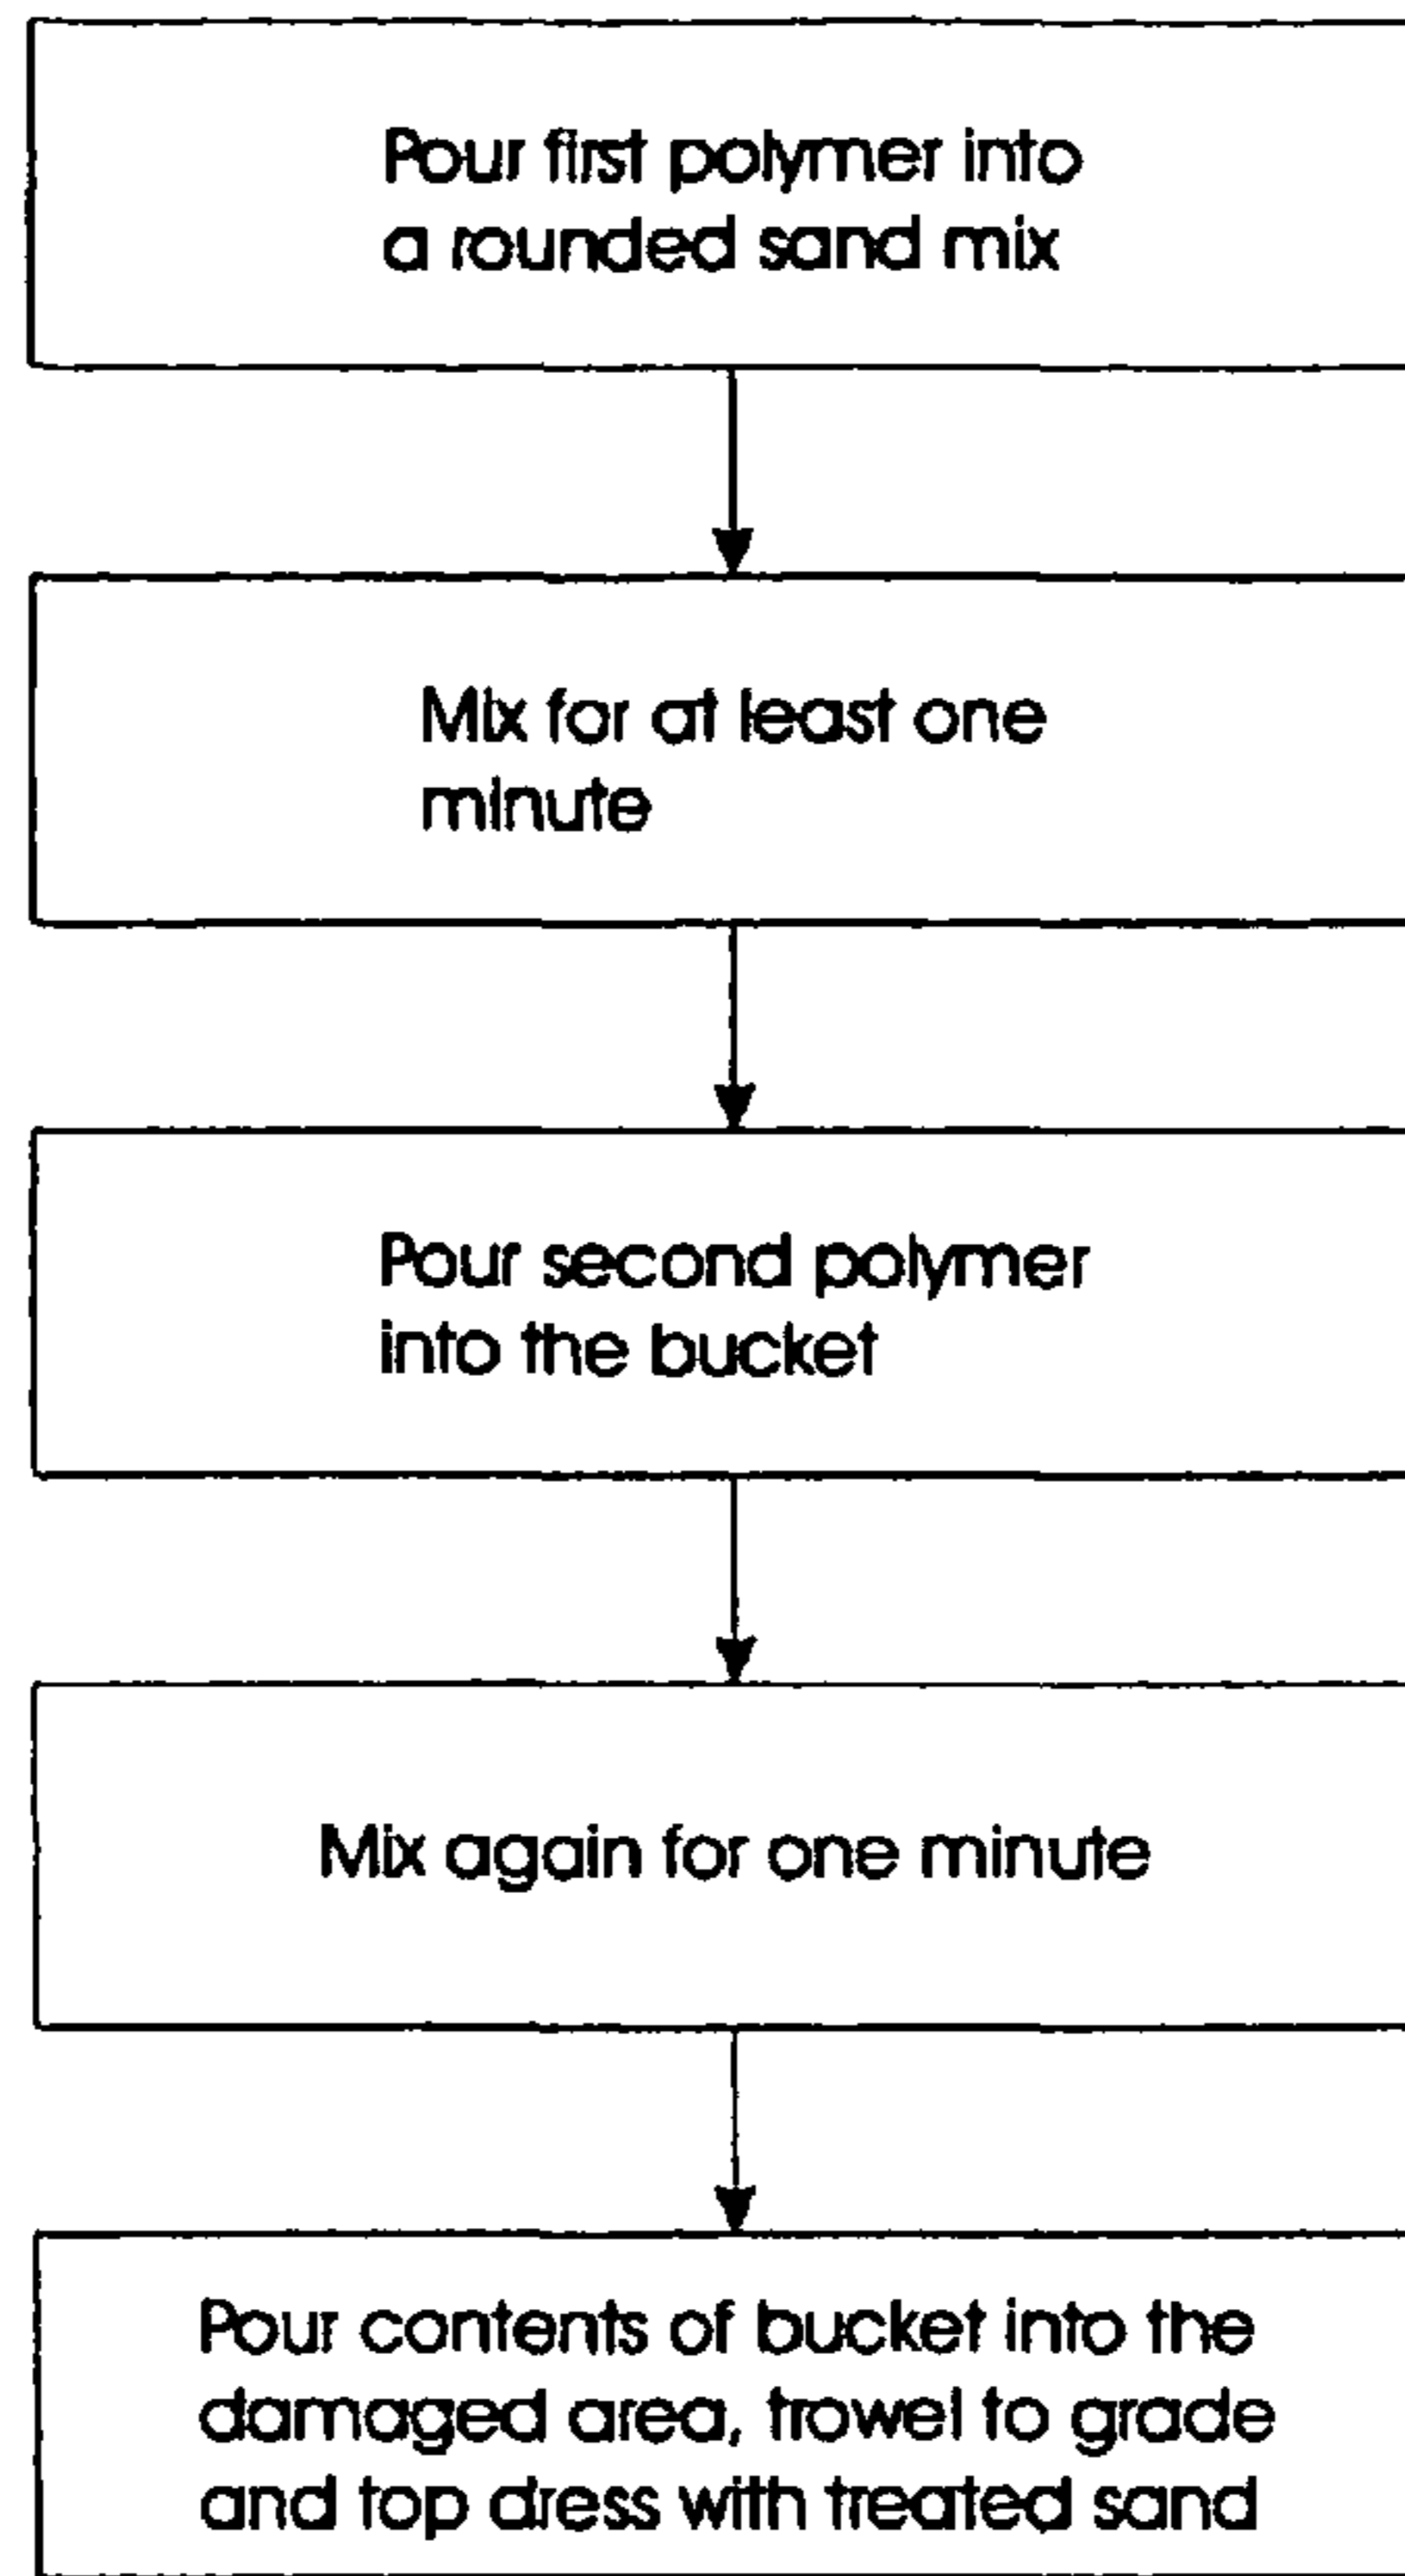 Pour first polymer into
a rounded sand mix
Mix for at least one
minute
Pour second polymer
into the bucket
Mix again for one minute
Pour contents of bucket into the
damaged area, trowel to grade
and top dress with treated sand